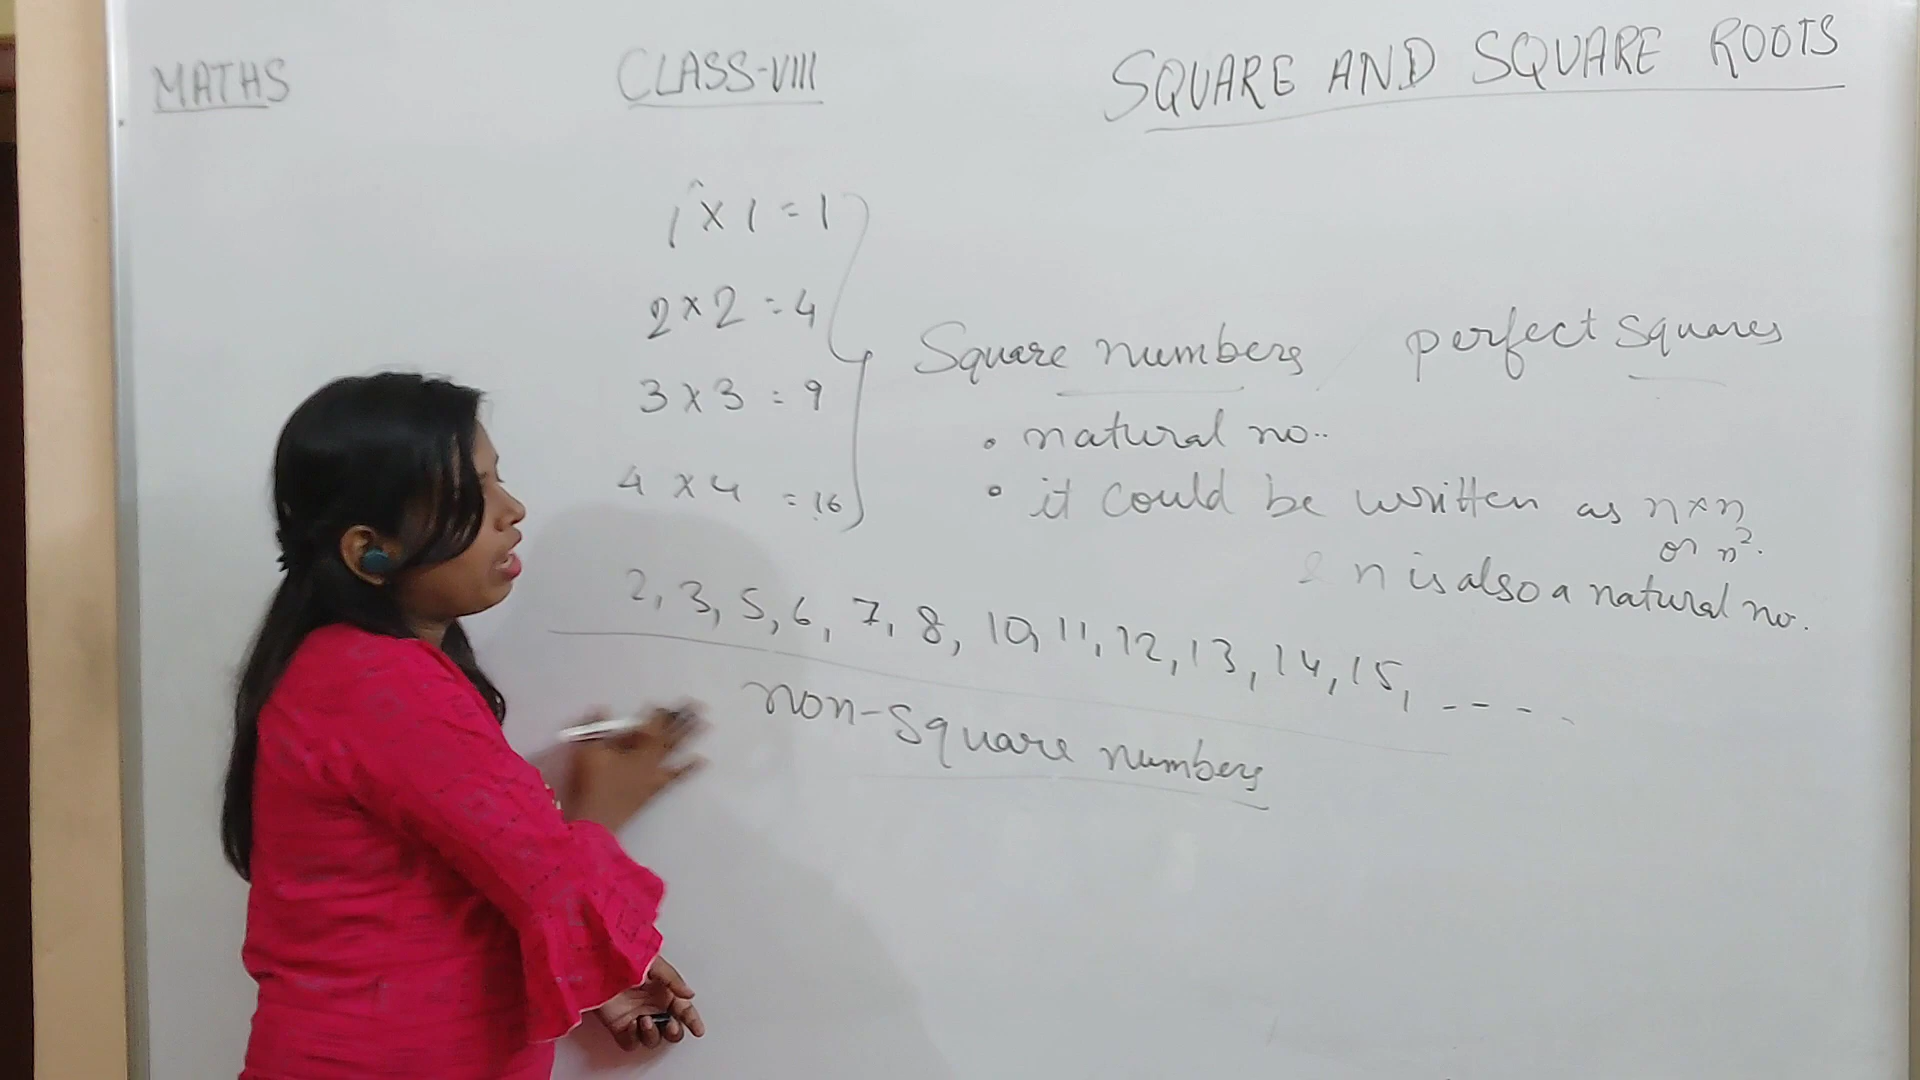 MATHS CLASS-VIII SQUARE AND SQUARE ROOTS
1 x 1 = 1
2 x 2 = 4
3 x 3 = 9
4 x 4 = 16
Square numbers / perfect squares
• natural no..
• it could be written as n x n
or n².
n is also a natural no.
2, 3, 5, 6, 7, 8, 10, 11, 12, 13, 14, 15, - - - -
non-square numbers